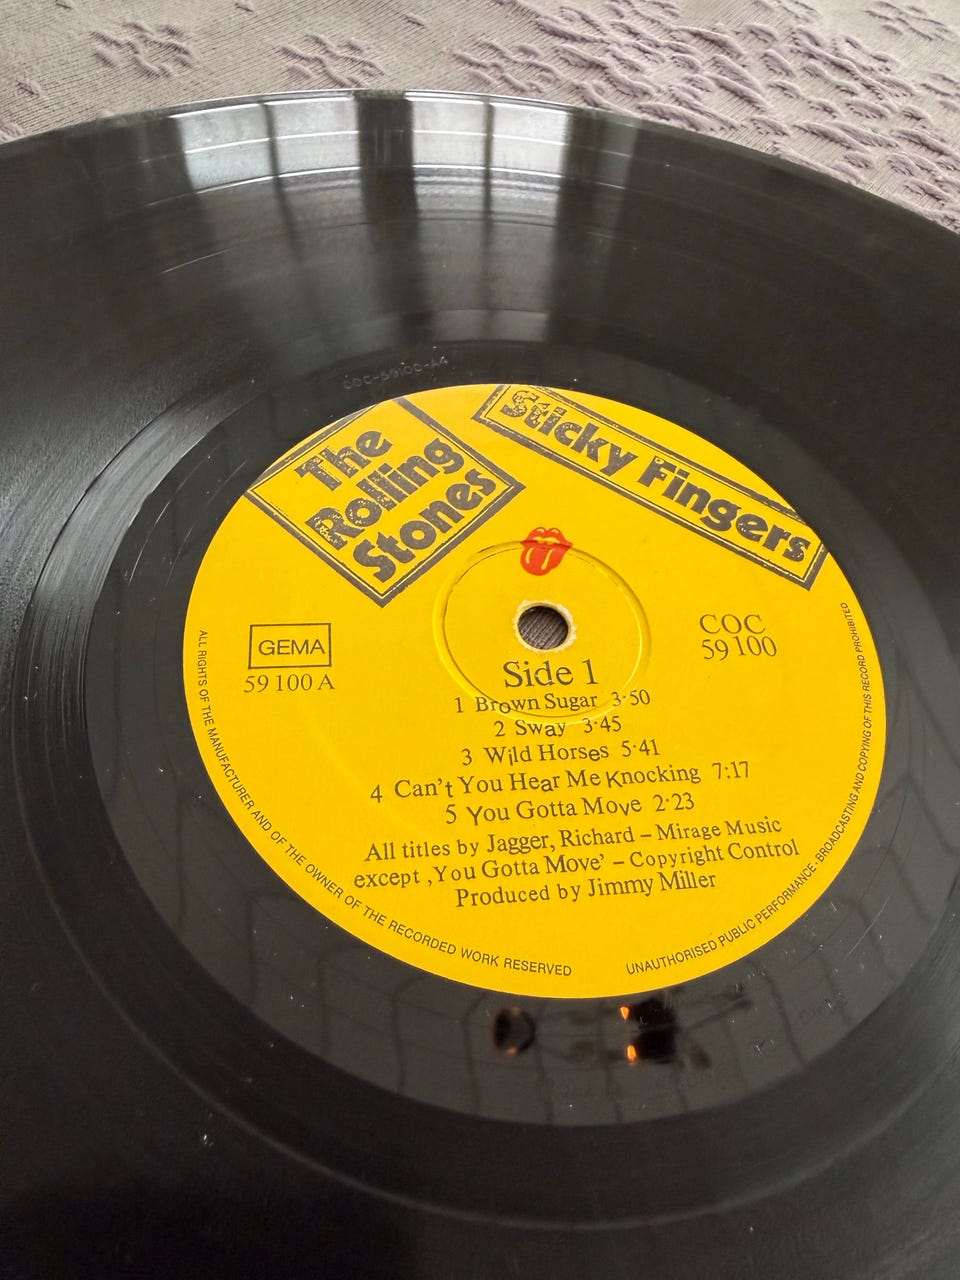 COC-59100-A4
The
Rolling
Stones
Sticky Fingers
GEMA
59 100 A
COC
59 100
Side 1
1 Brown Sugar 3·50
2 Sway 3·45
3 Wild Horses 5·41
4 Can't You Hear Me Knocking 7:17
5 You Gotta Move 2·23
All titles by Jagger, Richard – Mirage Music
except ‚You Gotta Move' – Copyright Control
Produced by Jimmy Miller
ALL RIGHTS OF THE MANUFACTURER AND OF THE OWNER OF THE RECORDED WORK RESERVED
UNAUTHORISED PUBLIC PERFORMANCE · BROADCASTING AND COPYING OF THIS RECORD PROHIBITED